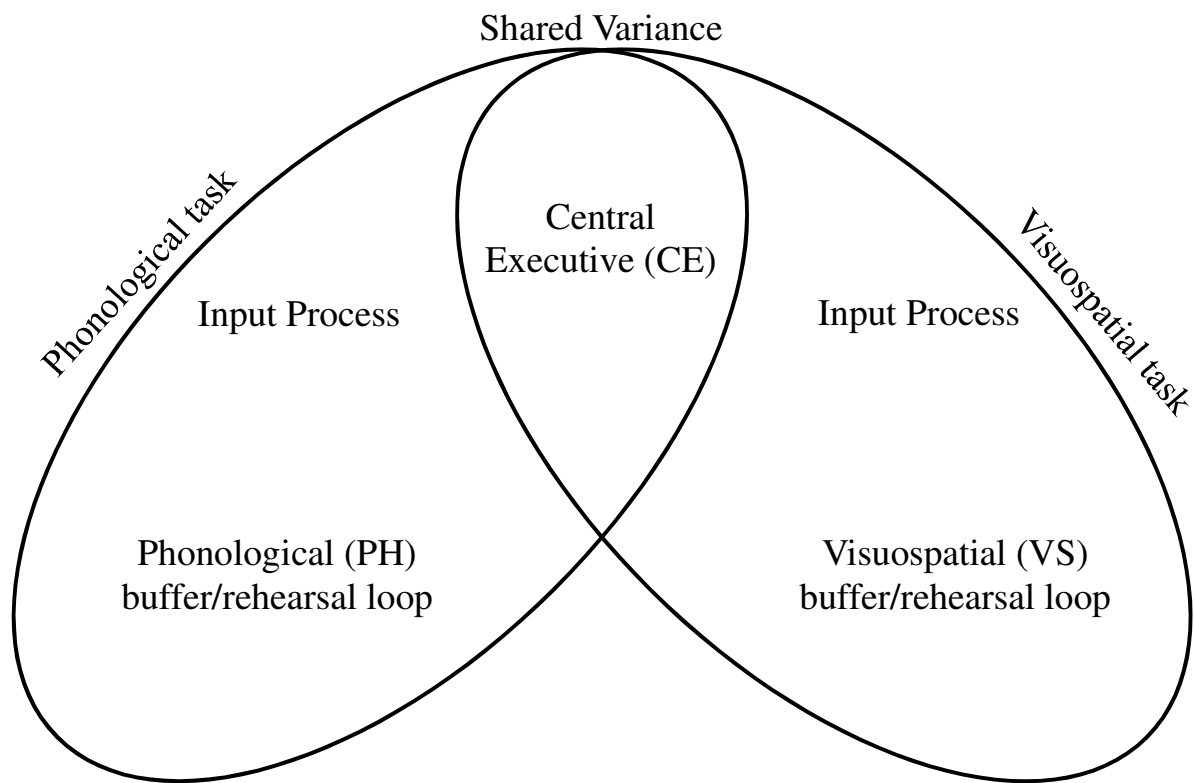 Shared Variance
Phonological task
Visuospatial task
Central
Executive (CE)
Input Process
Input Process
Phonological (PH)
buffer/rehearsal loop
Visuospatial (VS)
buffer/rehearsal loop